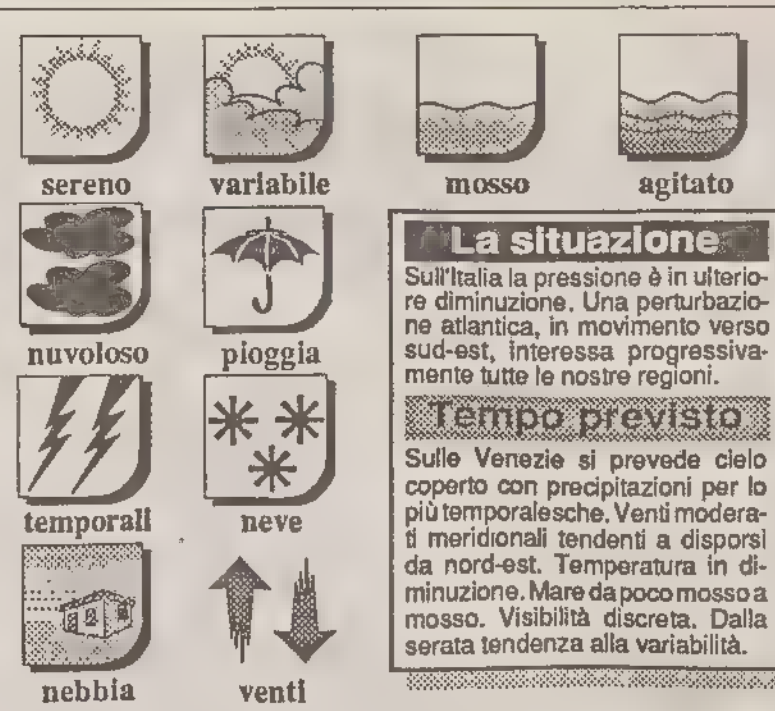 sereno variabile mosso agitato
nuvoloso pioggia
temporali neve
nebbia venti
La situazione
Sull'Italia la pressione è in ulterio-
re diminuzione. Una perturbazio-
ne atlantica, in movimento verso
sud-est, interessa progressiva-
mente tutte le nostre regioni.
Tempo previsto
Sulle Venezie si prevede cielo
coperto con precipitazioni per lo
più temporalesche. Venti modera-
ti meridionali tendenti a disporsi
da nord-est. Temperatura in di-
minuzione. Mare da poco mosso a
mosso. Visibilità discreta. Dalla
serata tendenza alla variabilità.